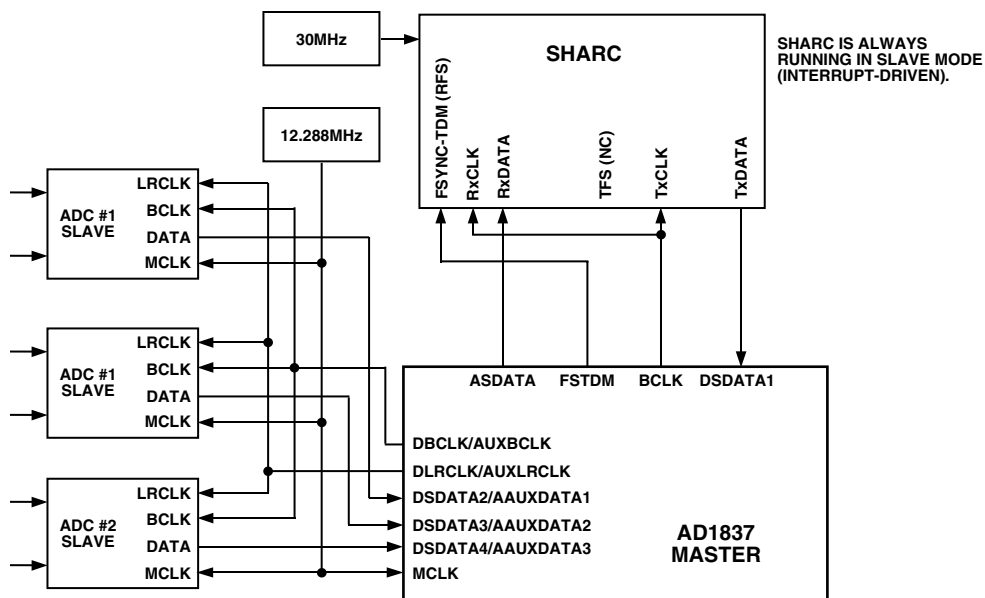 30MHz
SHARC
SHARC IS ALWAYS
RUNNING IN SLAVE MODE
(INTERRUPT-DRIVEN).
12.288MHz
FSYNC-TDM (RFS)
RxCLK
RxDATA
TFS (NC)
TxCLK
TxDATA
ADC #1
SLAVE
LRCLK
BCLK
DATA
MCLK
ADC #1
SLAVE
LRCLK
BCLK
DATA
MCLK
ADC #2
SLAVE
LRCLK
BCLK
DATA
MCLK
ASDATA
FSTDM
BCLK
DSDATA1
DBCLK/AUXBCLK
DLRCLK/AUXLRCLK
DSDATA2/AAUXDATA1
DSDATA3/AAUXDATA2
DSDATA4/AAUXDATA3
MCLK
AD1837
MASTER